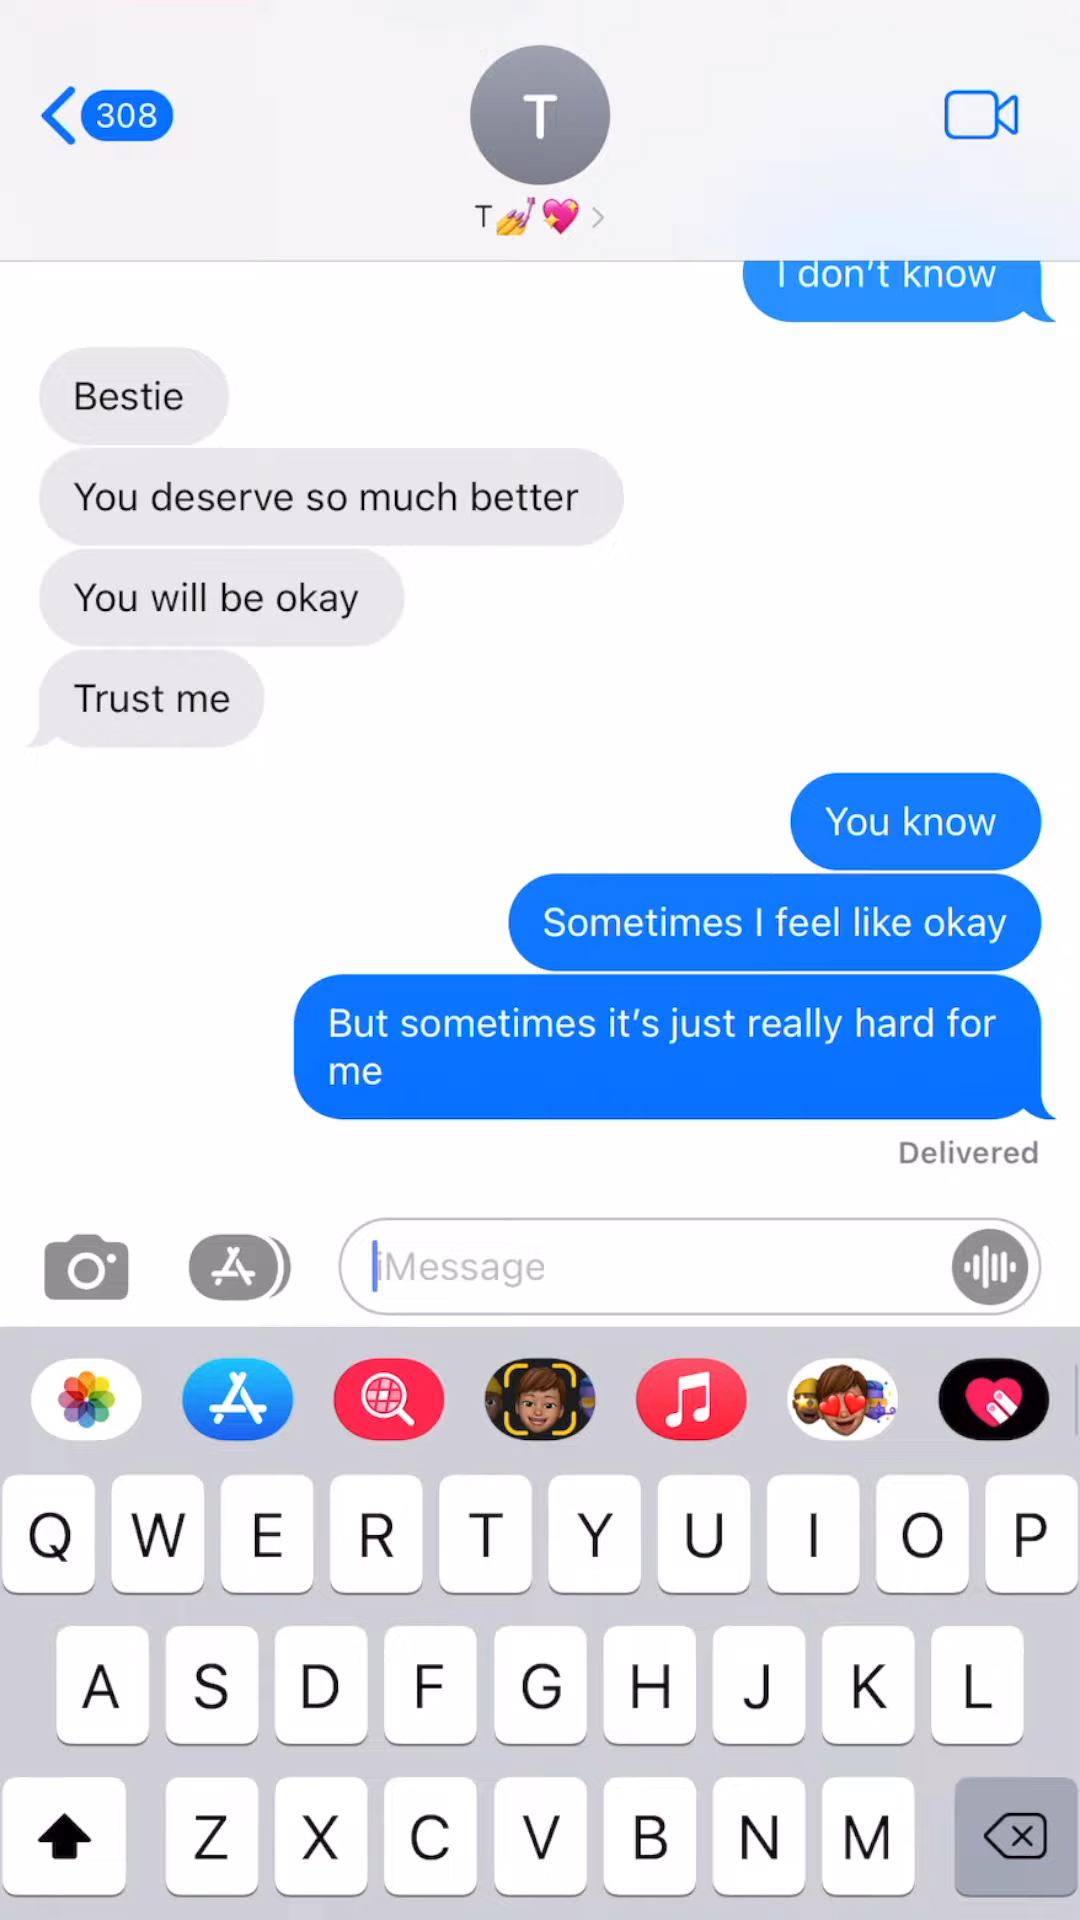 308
T
T💅💖
I don't know
Bestie
You deserve so much better
You will be okay
Trust me
You know
Sometimes I feel like okay
But sometimes it's just really hard for
me
Delivered
iMessage
Q W E R T Y U I O P
A S D F G H J K L
Z X C V B N M